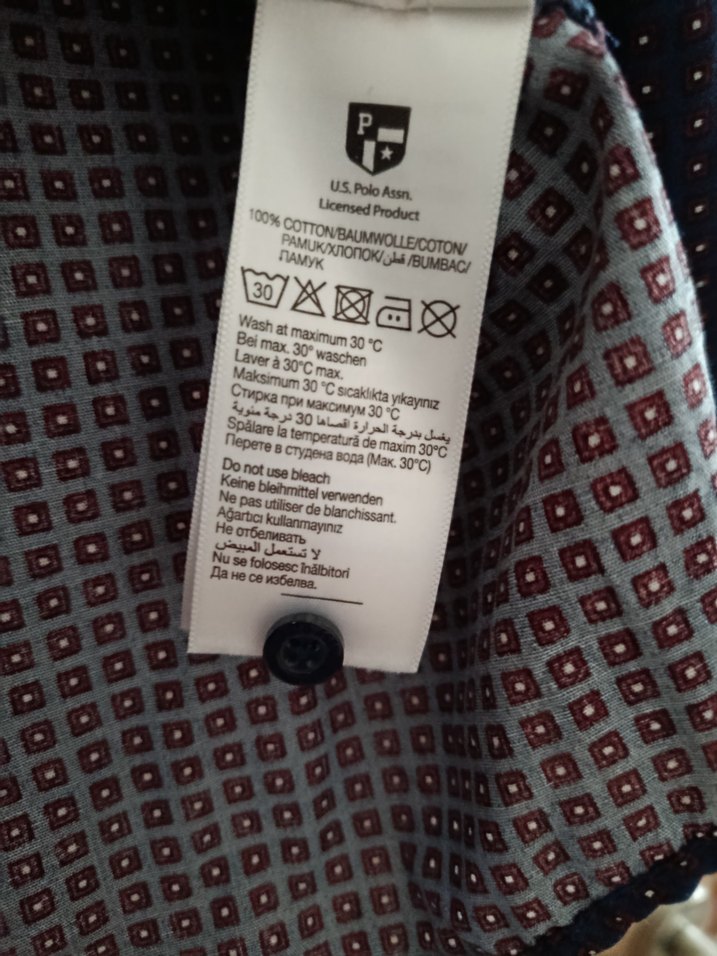 P
U.S. Polo Assn.
Licensed Product
100% COTTON/BAUMWOLLE/COTON/
PAMUK/ХЛОПОК/قطن/BUMBAC/
ПАМУК
30
Wash at maximum 30 °C
Bei max. 30° waschen
Laver à 30°C max.
Maksimum 30 °C sıcaklıkta yıkayınız
Стирка при максимум 30 °C
يغسل بدرجة الحرارة اقصاها 30 درجة مئوية
Spălare la temperatură de maxim 30ºC
Перете в студена вода (Мак. 30°C)
Do not use bleach
Keine bleihmittel verwenden
Ne pas utiliser de blanchissant.
Ağartıcı kullanmayınız
Не отбеливать
لا تستعمل المبيض
Nu se folosesc înălbitori
Да не се избелва.